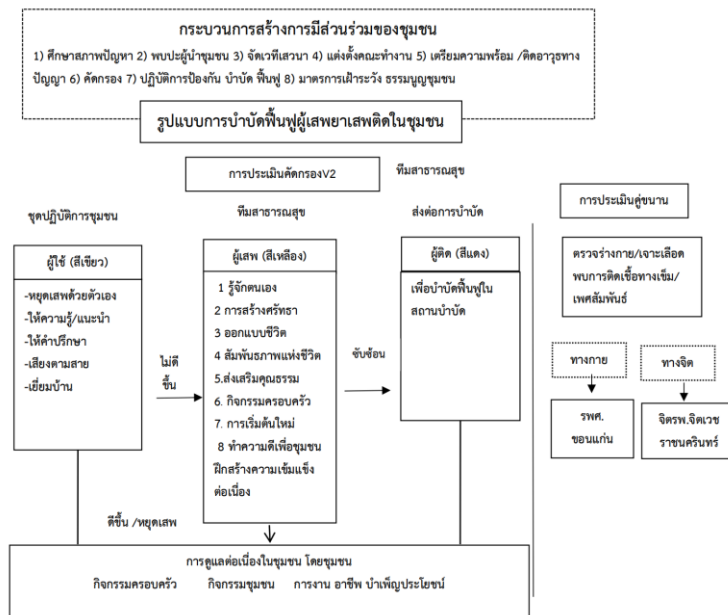 กระบวนการสร้างการมีส่วนร่วมของชุมชน
1) ศึกษาสภาพปัญหา 2) พบปะผู้นำชุมชน 3) จัดเวทีเสวนา 4) แต่งตั้งคณะทำงาน 5) เตรียมความพร้อม /ติดอาวุธทาง
ปัญญา 6) คัดกรอง 7) ปฏิบัติการป้องกัน บำบัด ฟื้นฟู 8) มาตรการเฝ้าระวัง ธรรมนูญชุมชน
รูปแบบการบำบัดฟื้นฟูผู้เสพยาเสพติดในชุมชน
การประเมินคัดกรองV2
ทีมสาธารณสุข
ชุดปฏิบัติการชุมชน
ผู้ใช้ (สีเขียว)
-หยุดเสพด้วยตัวเอง
-ให้ความรู้/แนะนำ
-ให้คำปรึกษา
-เสียงตามสาย
-เยี่ยมบ้าน
ไม่ดี
ขึ้น
ทีมสาธารณสุข
ผู้เสพ (สีเหลือง)
1 รู้จักตนเอง
2 การสร้างศรัทธา
3 ออกแบบชีวิต
4 สัมพันธภาพแห่งชีวิต
5.ส่งเสริมคุณธรรม
6. กิจกรรมครอบครัว
7. การเริ่มต้นใหม่
8 ทำความดีเพื่อชุมชน
ฝึกสร้างความเข้มแข็ง
ต่อเนื่อง
ซับซ้อน
ส่งต่อการบำบัด
ผู้ติด (สีแดง)
เพื่อบำบัดฟื้นฟูใน
สถานบำบัด
ดีขึ้น /หยุดเสพ
การดูแลต่อเนื่องในชุมชน โดยชุมชน
กิจกรรมครอบครัว กิจกรรมชุมชน การงาน อาชีพ บำเพ็ญประโยชน์
การประเมินคู่ขนาน
ตรวจร่างกาย/เจาะเลือด
พบการติดเชื้อทางเข็ม/
เพศสัมพันธ์
ทางกาย
ทางจิต
รพศ.
ขอนแก่น
จิตรพ.จิตเวช
ราชนครินทร์